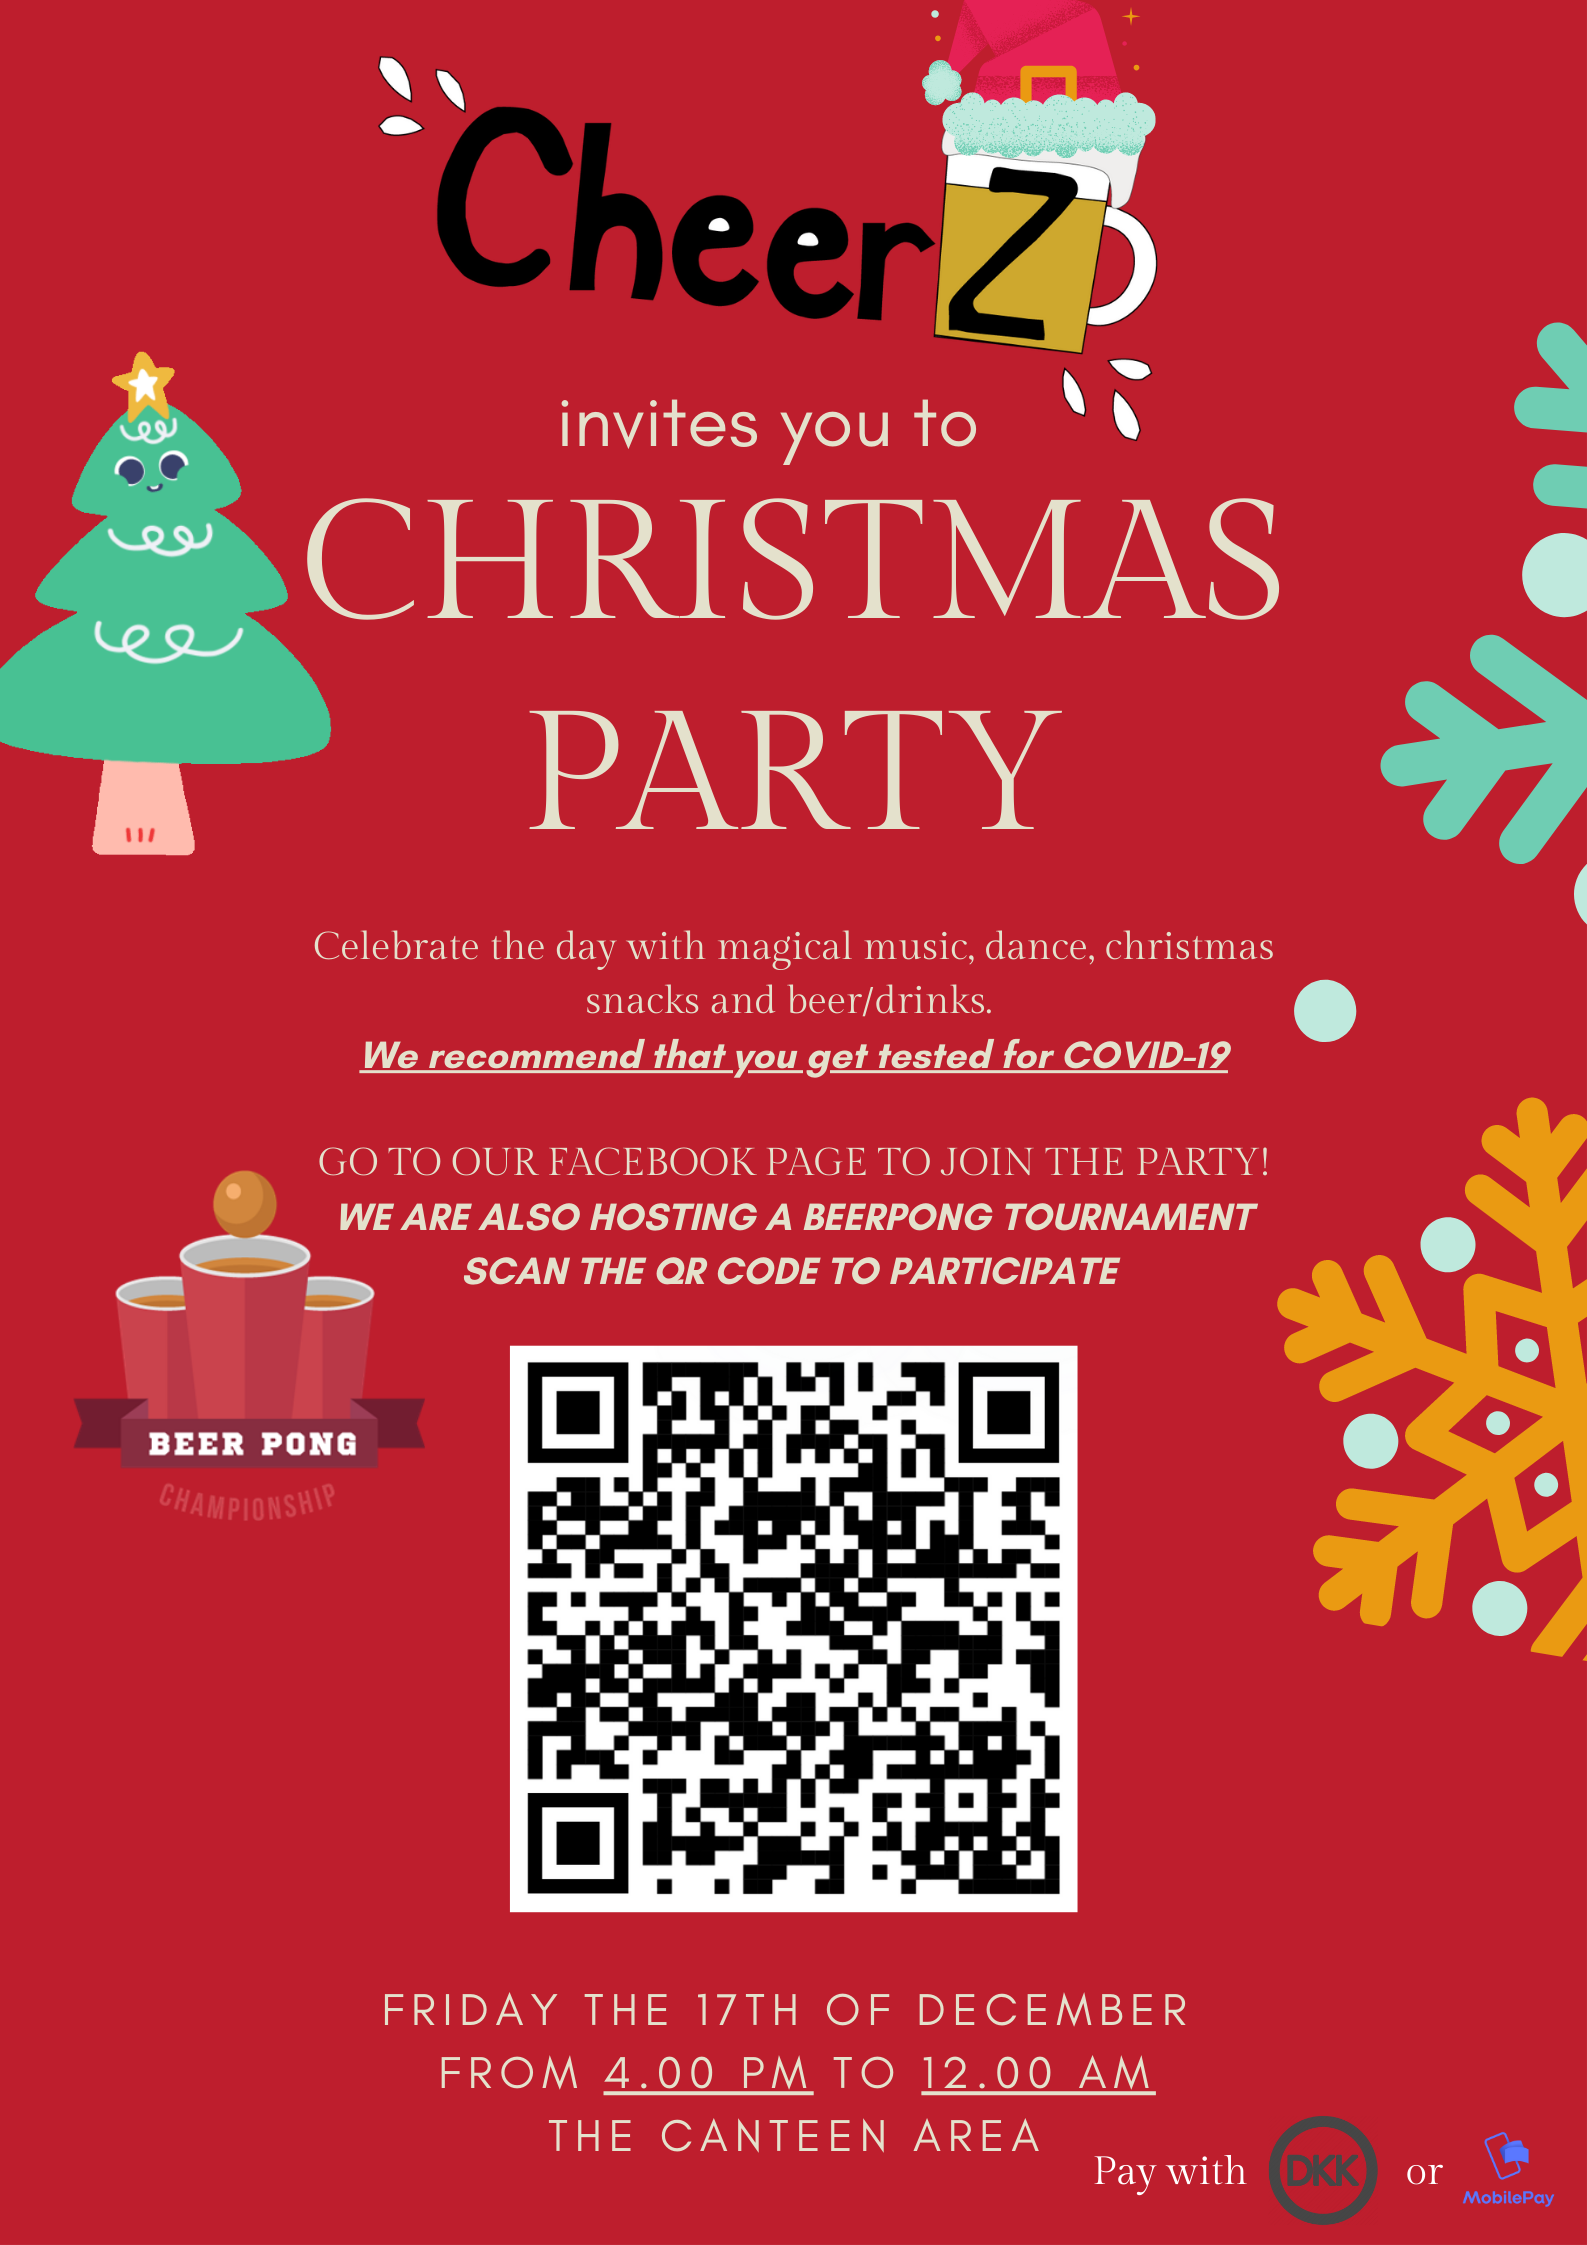 CheerZ
invites you to
CHRISTMAS
PARTY
Celebrate the day with magical music, dance, christmas
snacks and beer/drinks.
We recommend that you get tested for COVID-19
GO TO OUR FACEBOOK PAGE TO JOIN THE PARTY!
WE ARE ALSO HOSTING A BEERPONG TOURNAMENT
SCAN THE QR CODE TO PARTICIPATE
BEER PONG
CHAMPIONSHIP
FRIDAY THE 17TH OF DECEMBER
FROM 4.00 PM TO 12.00 AM
THE CANTEEN AREA
Pay with DKK or MobilePay